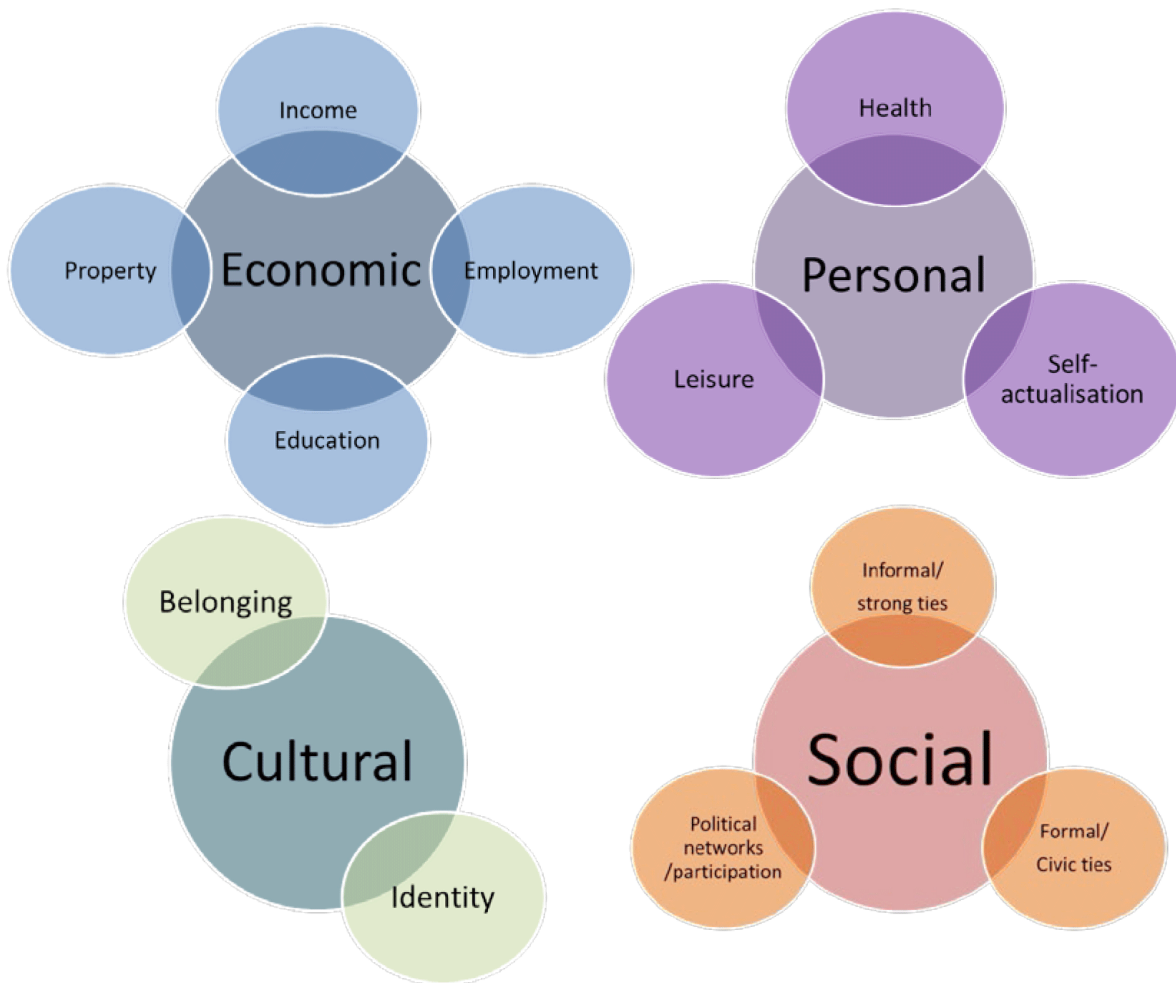 Income
Property
Economic
Employment
Education
Health
Personal
Leisure
Self-
actualisation
Belonging
Cultural
Identity
Informal/
strong ties
Social
Political
networks
/participation
Formal/
Civic ties